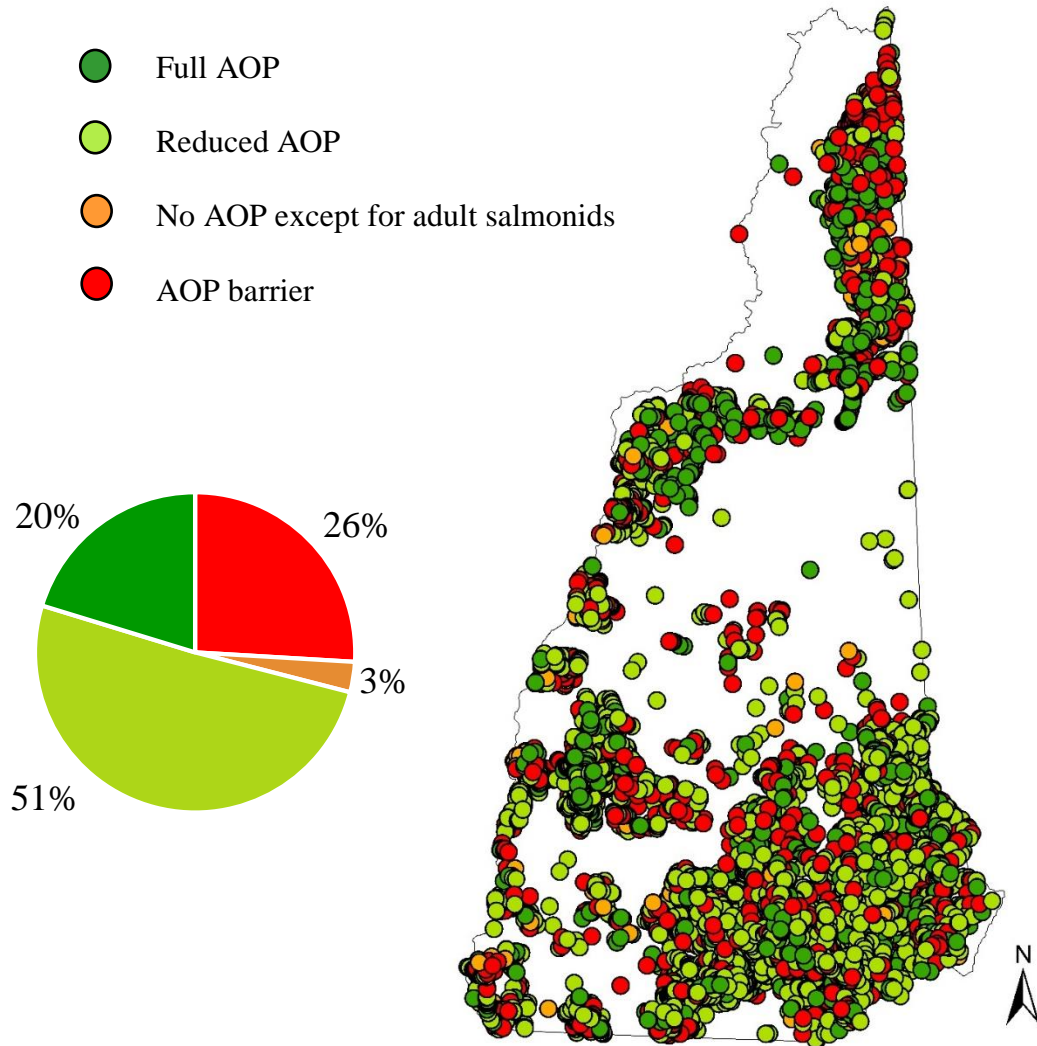 Full AOP
Reduced AOP
No AOP except for adult salmonids
AOP barrier
20%
26%
3%
51%
N